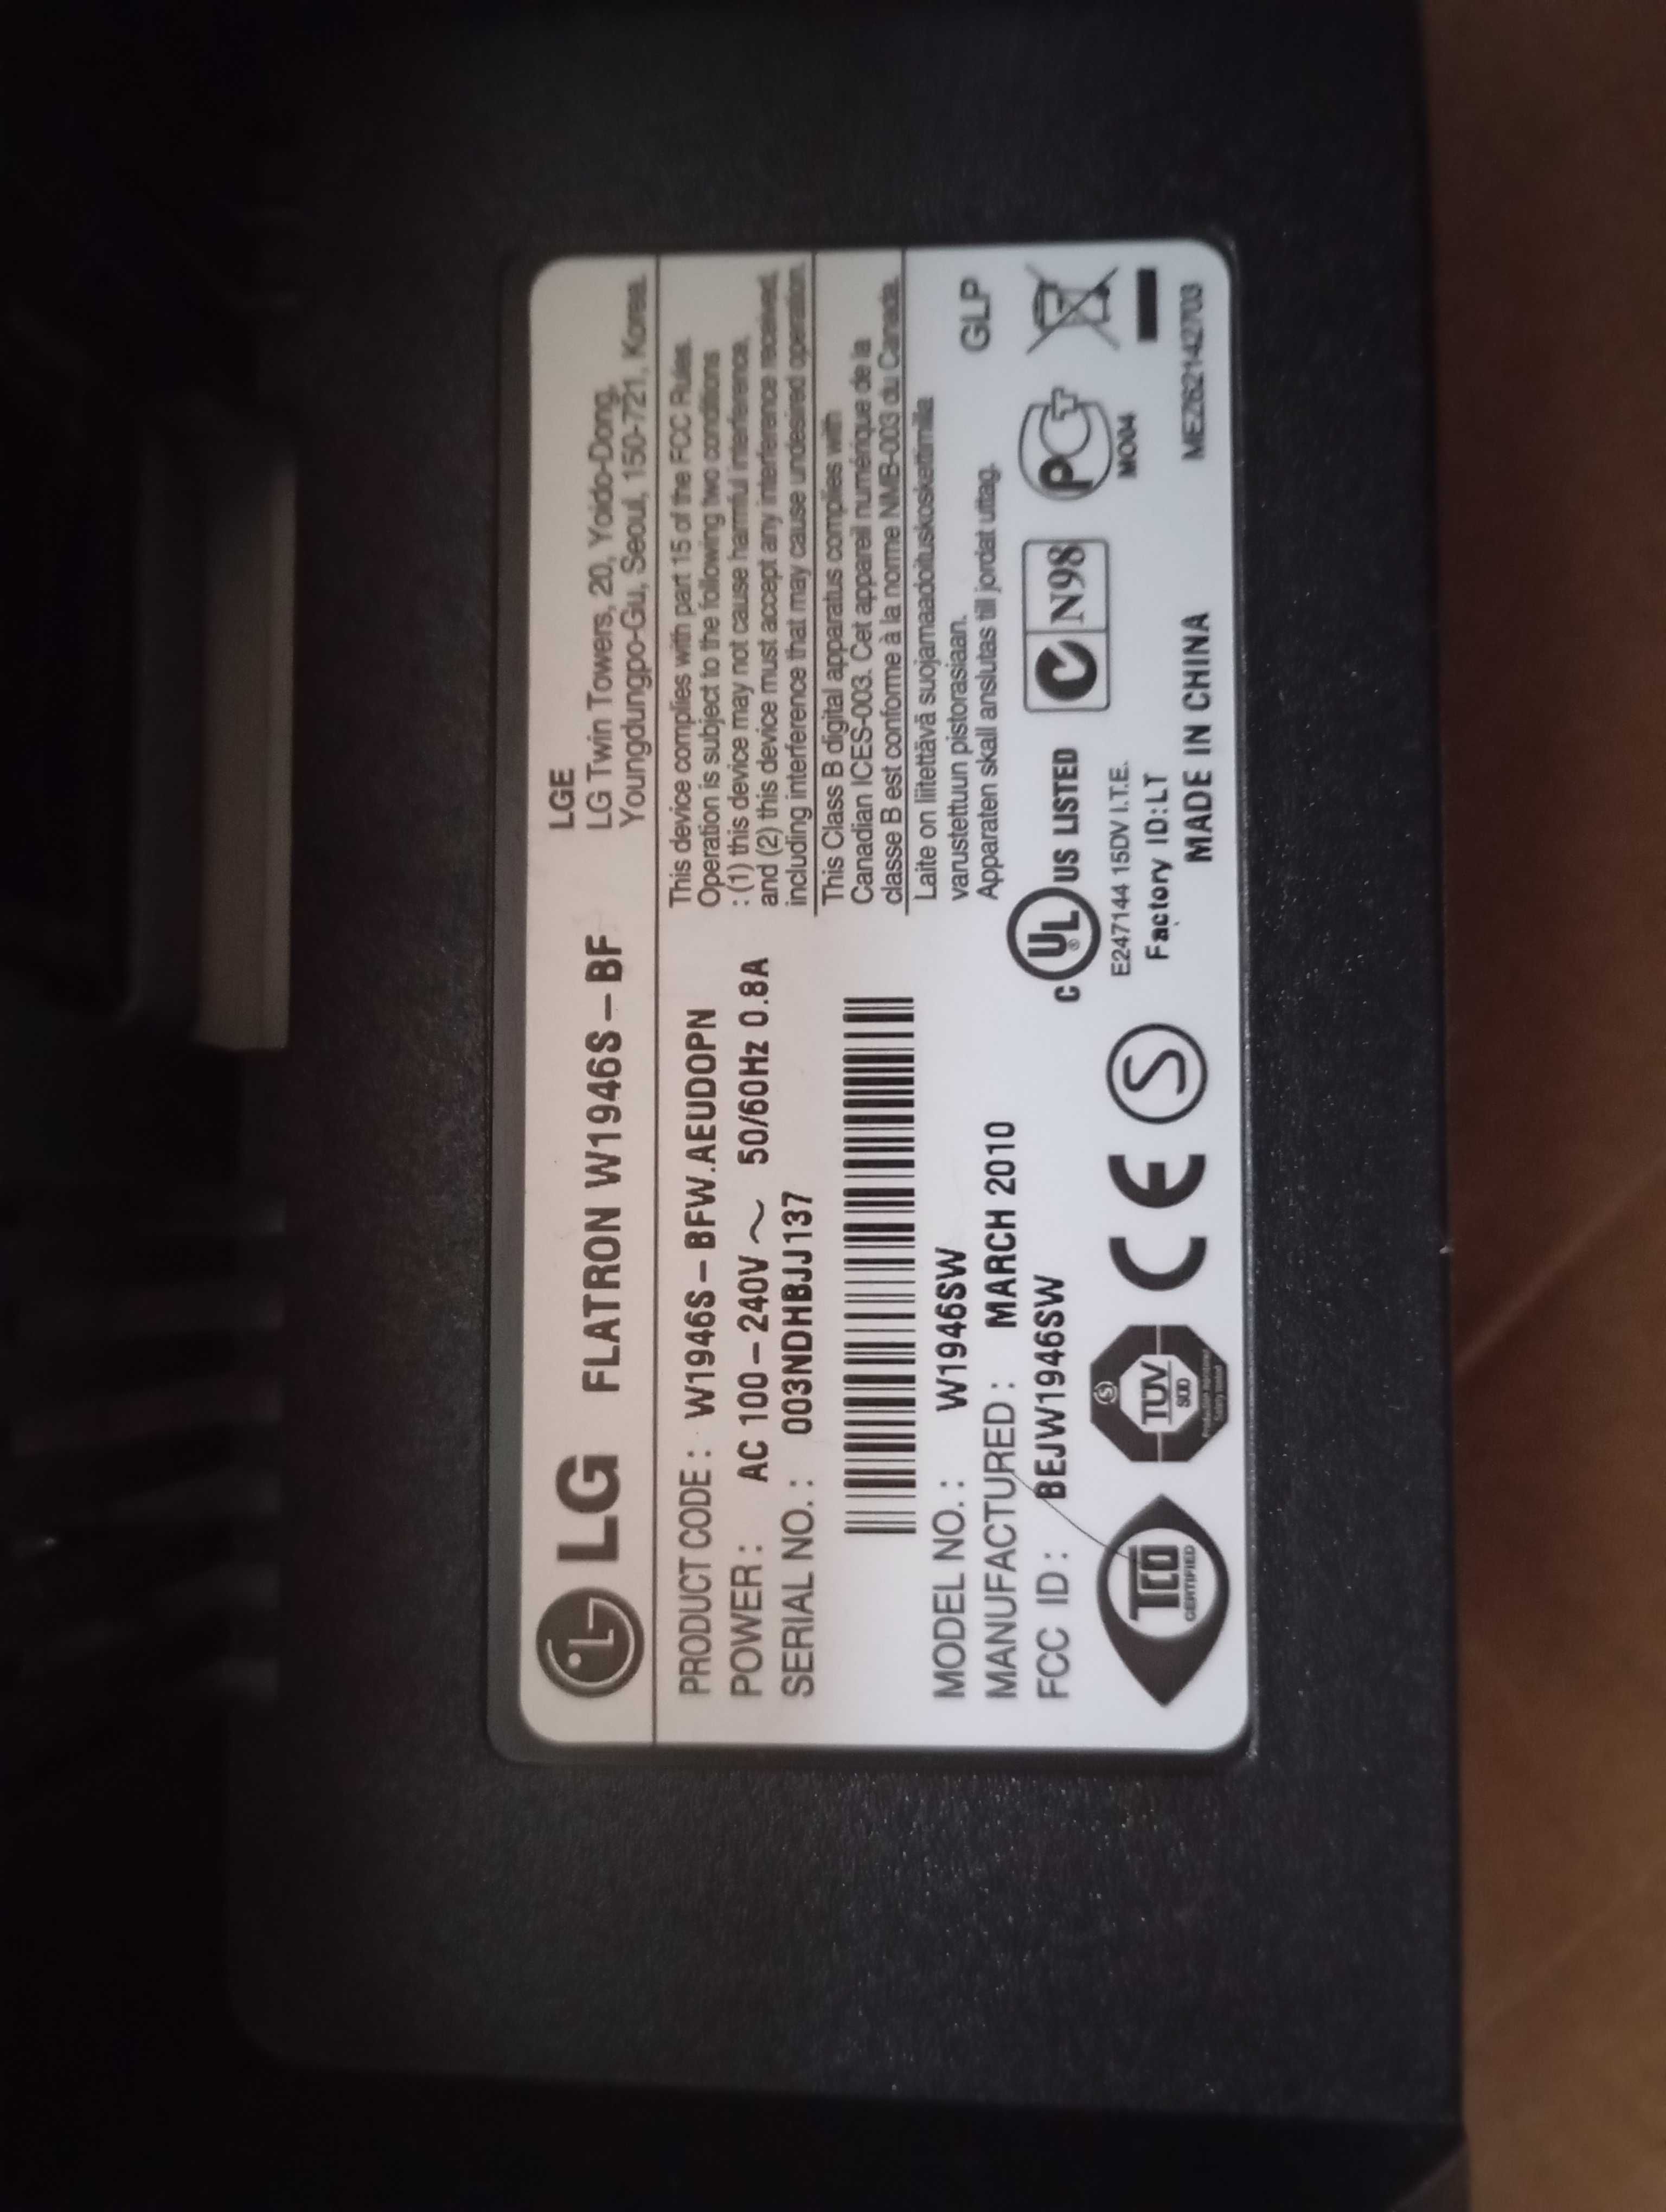 LG FLATRON W1946S-BF
LGE
LG Twin Towers, 20, Yoido-Dong,
Youngdungpo-Gu, Seoul, 150-721, Korea.
PRODUCT CODE : W1946S-BFW.AEUDOPN
POWER : AC 100-240V ~ 50/60Hz 0.8A
SERIAL NO. : 003NDHBJJ137
MODEL NO. : W1946SW
MANUFACTURED : MARCH 2010
FCC ID : BEJW1946SW
This device complies with part 15 of the FCC Rules.
Operation is subject to the following two conditions
: (1) this device may not cause harmful interference,
and (2) this device must accept any interference received,
including interference that may cause undesired operation.
This Class B digital apparatus complies with
Canadian ICES-003. Cet appareil numérique de la
classe B est conforme à la norme NMB-003 du Canada.
Laite on liitettävä suojamaadoituskoskettimilla
varustettuun pistorasiaan.
Apparaten skall anslutas till jordat uttag.
GLP
TCO
CERTIFIED
TÜV
SÜD
CE
S
C UL ® US LISTED
E247144 15DV I.T.E.
Factory ID:LT
MADE IN CHINA
N98
PCT
MO04
MEZ62142703